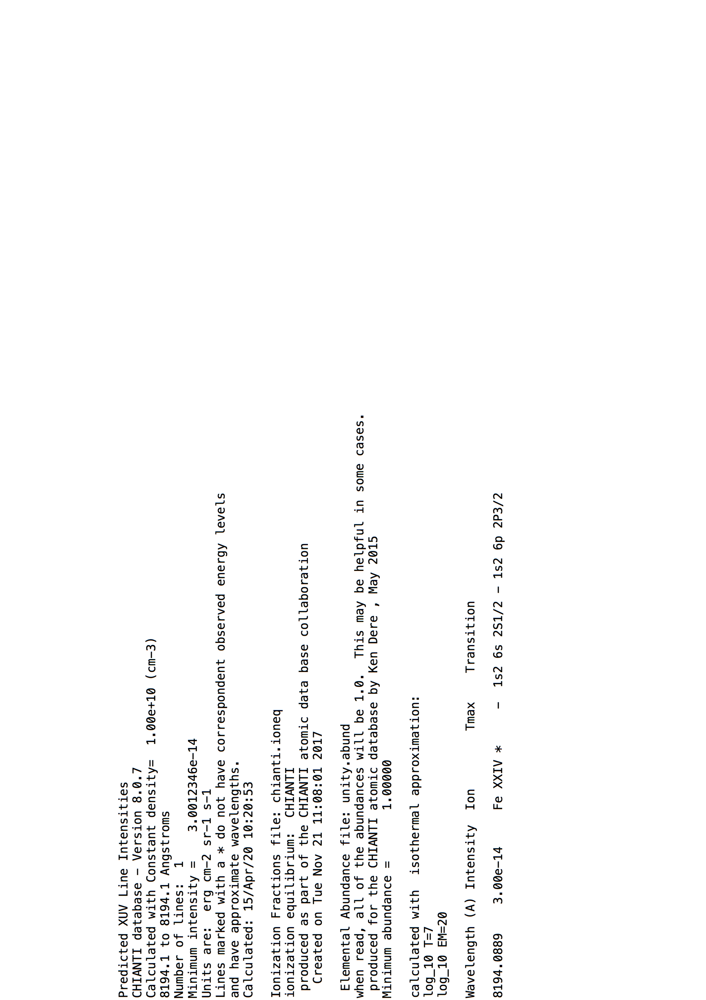 Predicted XUV Line Intensities
CHIANTI database – Version 8.0.7
Calculated with Constant density=  1.00e+10 (cm–3)
8194.1 to 8194.1 Angstroms
Number of lines:  1
Minimum intensity =    3.0012346e–14
Units are:  erg cm–2 sr–1 s–1
Lines marked with a * do not have correspondent observed energy levels
and have approximate wavelengths.
Calculated: 15/Apr/20 10:20:53
Ionization Fractions file: chianti.ioneq
ionization equilibrium:  CHIANTI
produced as part of the CHIANTI atomic data base collaboration
Created on Tue Nov 21 11:08:01 2017
Elemental Abundance file: unity.abund
when read, all of the abundances will be 1.0.  This may be helpful in some cases.
produced for the CHIANTI atomic database by Ken Dere , May 2015
Minimum abundance =       1.00000
calculated with  isothermal approximation:
log_10 T=7
log_10 EM=20
Wavelength (A) Intensity  Ion        Tmax    Transition
8194.0889    3.00e–14     Fe XXIV *     –  1s2 6s 2S1/2 – 1s2 6p 2P3/2